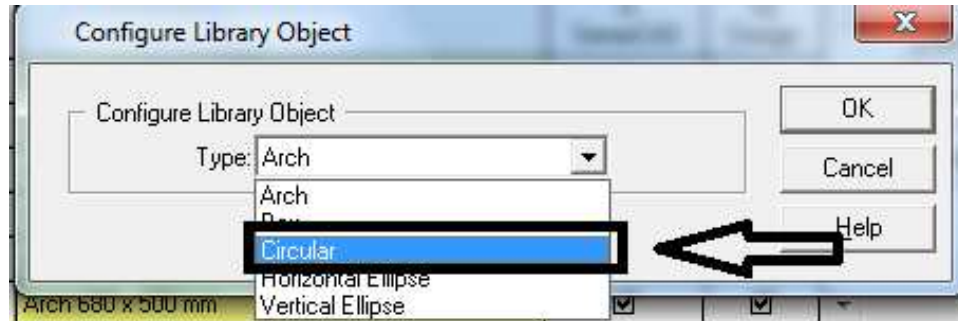 Configure Library Object
Configure Library Object
OK
Type: Arch
Cancel
Arch
Circular
Help
Horizontal Ellipse
Vertical Ellipse
Arch 680 x 500 mm